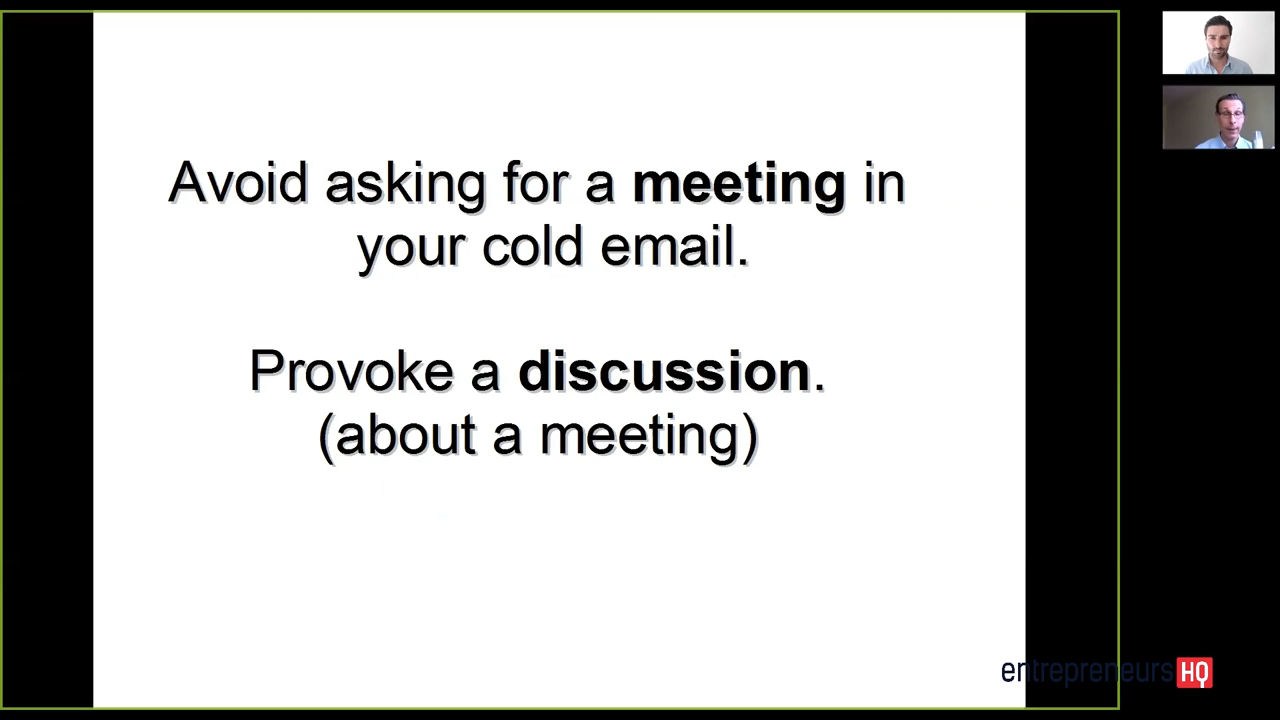 Avoid asking for a meeting in
your cold email.
Provoke a discussion.
(about a meeting)
entrepreneurs HQ